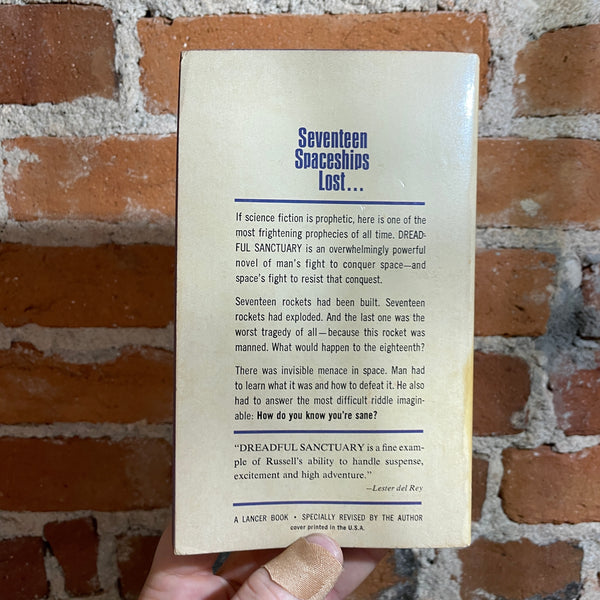 Seventeen
Spaceships
Lost...
If science fiction is prophetic, here is one of the
most frightening prophecies of all time. DREAD-
FUL SANCTUARY is an overwhelmingly powerful
novel of man's fight to conquer space—and
space's fight to resist that conquest.
Seventeen rockets had been built. Seventeen
rockets had exploded. And the last one was the
worst tragedy of all—because this rocket was
manned. What would happen to the eighteenth?
There was invisible menace in space. Man had
to learn what it was and how to defeat it. He also
had to answer the most difficult riddle imagin-
able: How do you know you're sane?
"DREADFUL SANCTUARY is a fine exam-
ple of Russell's ability to handle suspense,
excitement and high adventure."
—Lester del Rey
A LANCER BOOK • SPECIALLY REVISED BY THE AUTHOR
cover printed in the U.S.A.